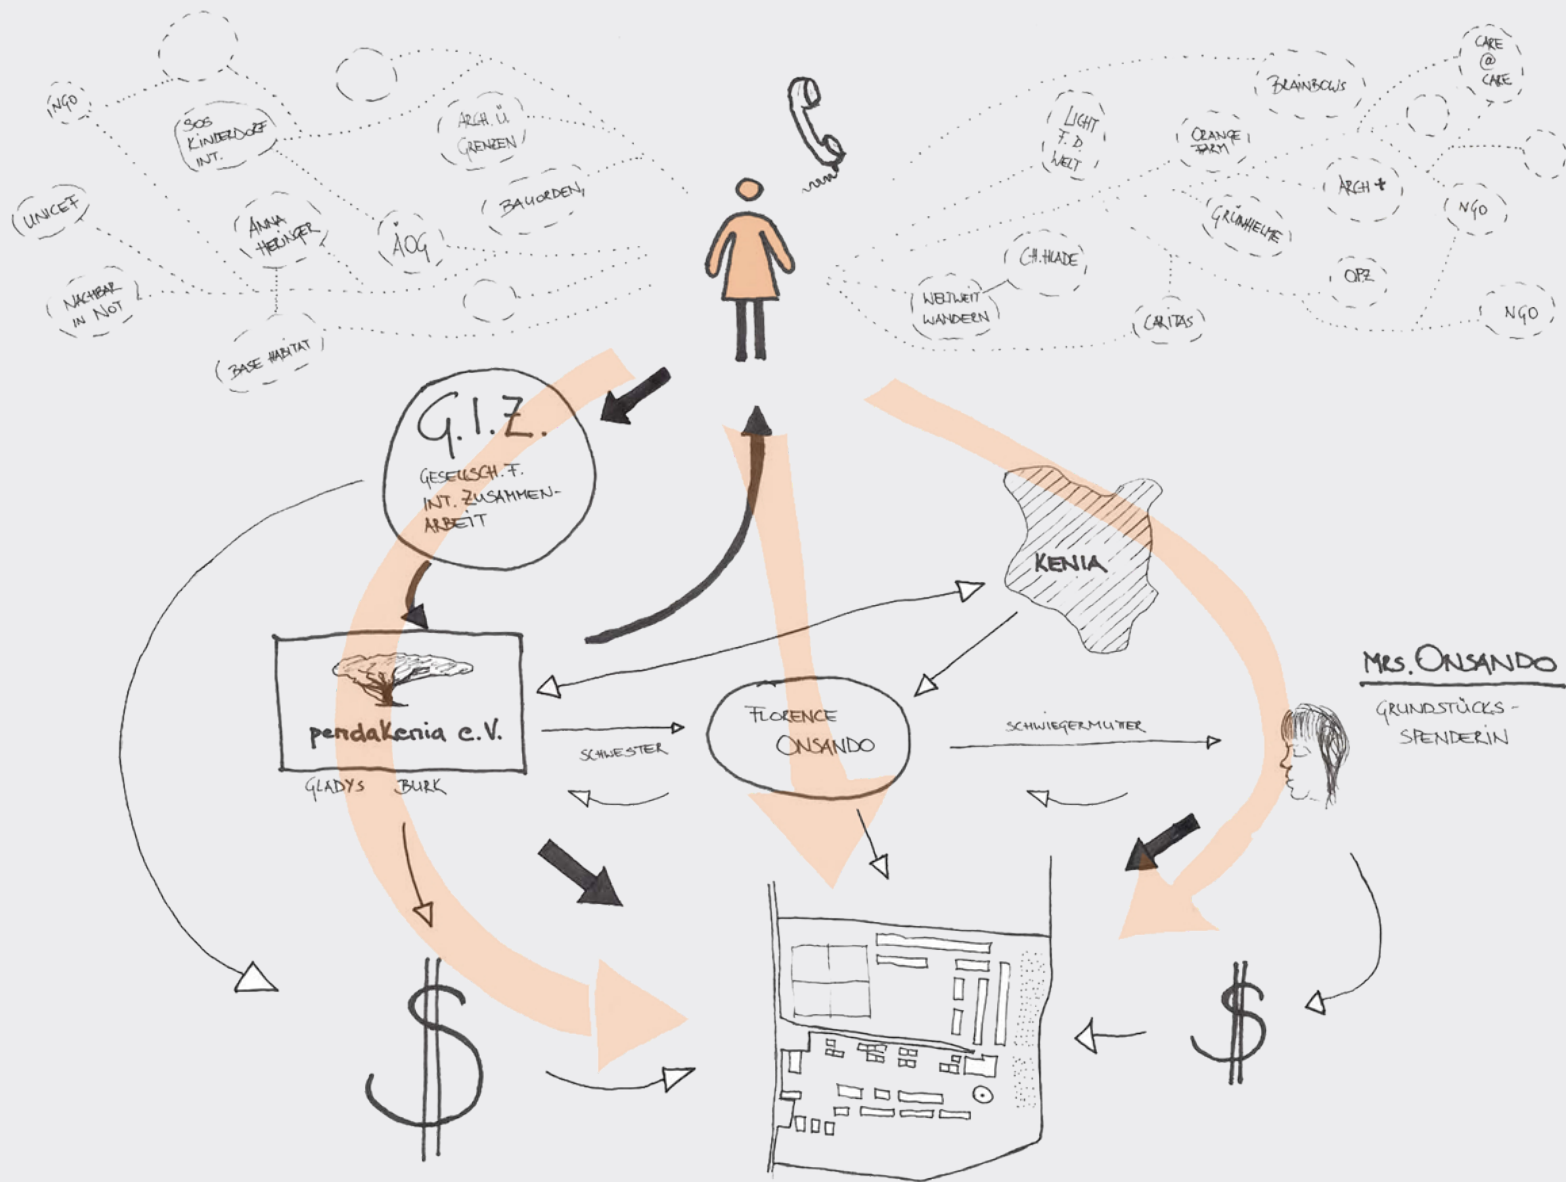 NGO
SOS
KINDERDORF
INT.
ARCH. Ü
GRENZEN
UNICEF
ANNA
HERINGER
ÄOG
BAUORDEN
NACHBAR
IN NOT
BASE HABITAT
LIGHT
F. D.
WELT
BRAINBOWS
CARE
@
CARE
ORANGE
FARM
ARCH +
GRÜNHELME
NGO
CH. HLADE
OPZ
WELTWEIT
WANDERN
CARITAS
NGO
G.I.Z.
GESELLSCH. F.
INT. ZUSAMMEN-
ARBEIT
KENIA
pendakenia e.V.
GLADYS BURK
SCHWESTER
FLORENCE
ONSANDO
SCHWIEGERMUTTER
MRS. ONSANDO
GRUNDSTÜCKS-
SPENDERIN
$
$